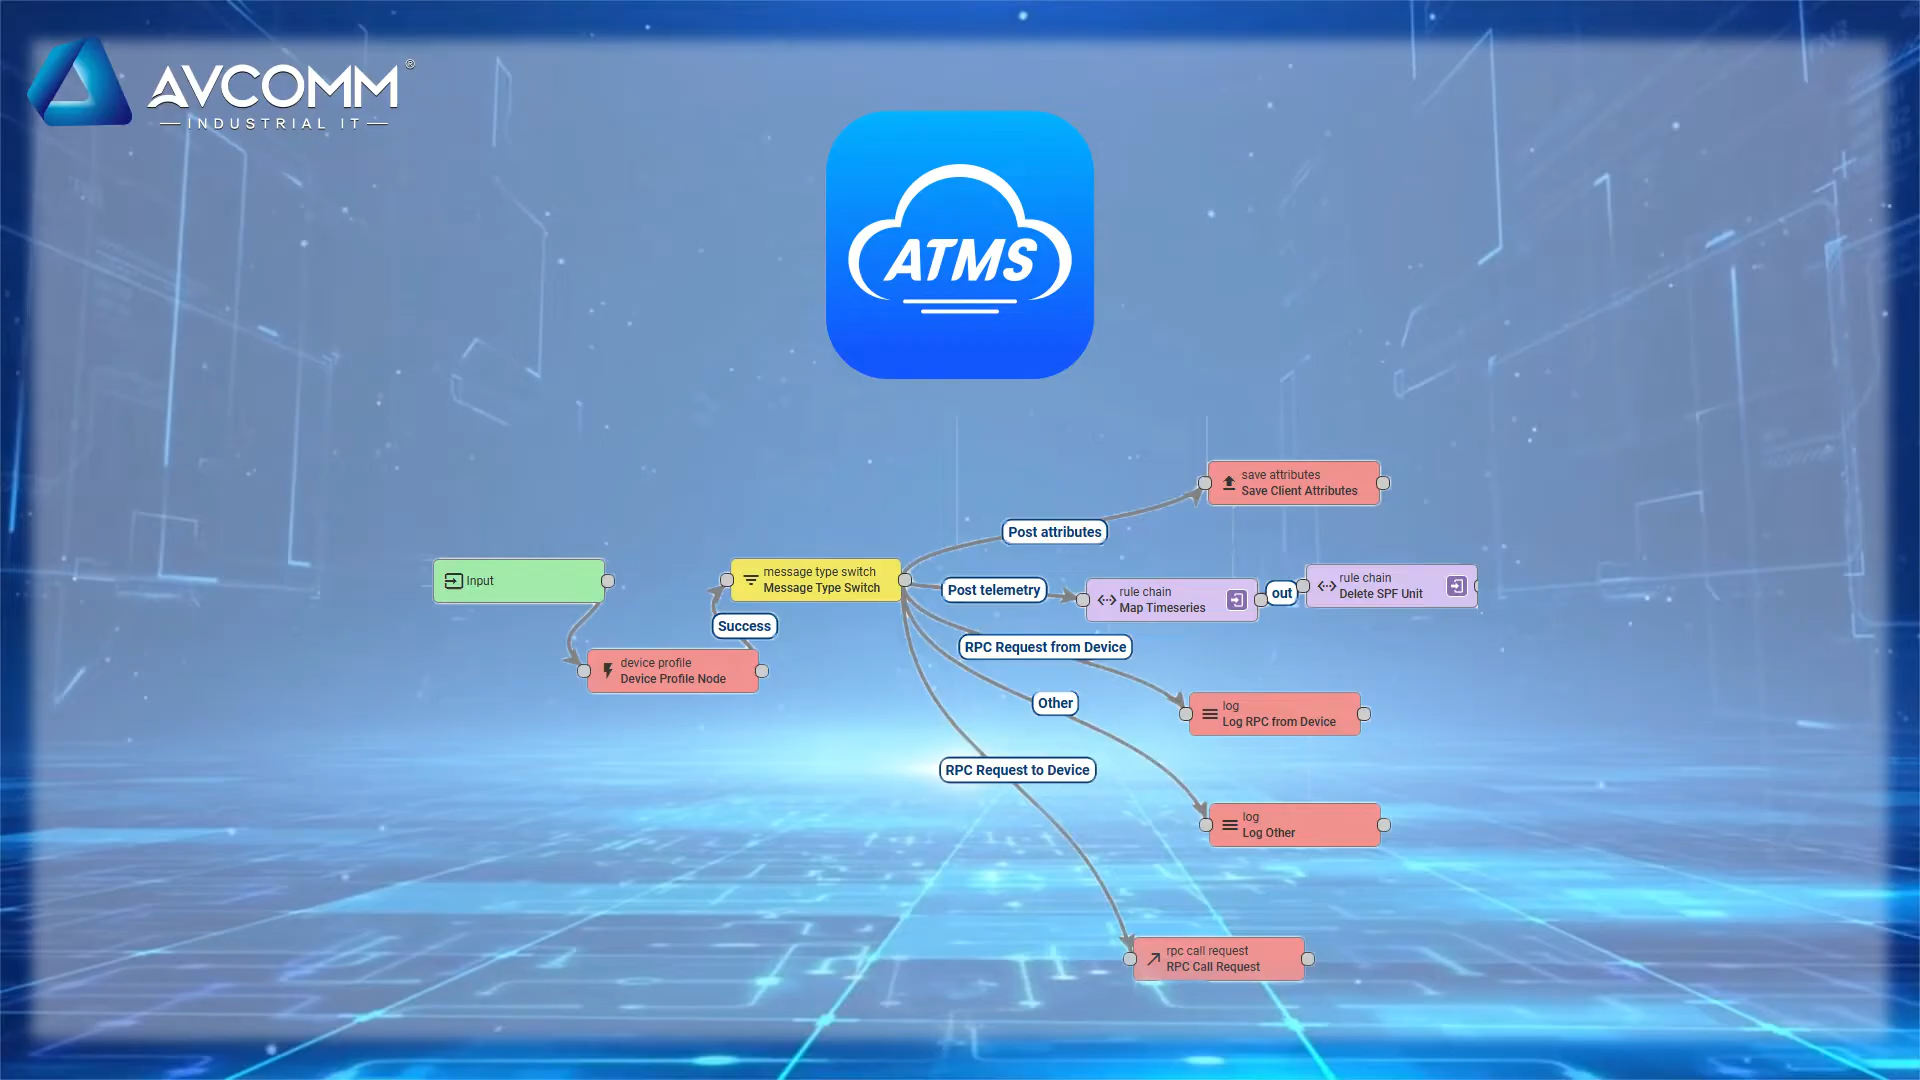 AVCOMM®
INDUSTRIAL IT
ATMS
save attributes
Save Client Attributes
Post attributes
Input
message type switch
Message Type Switch
Post telemetry
rule chain
Map Timeseries
out
rule chain
Delete SPF Unit
Success
RPC Request from Device
device profile
Device Profile Node
Other
log
Log RPC from Device
RPC Request to Device
log
Log Other
rpc call request
RPC Call Request